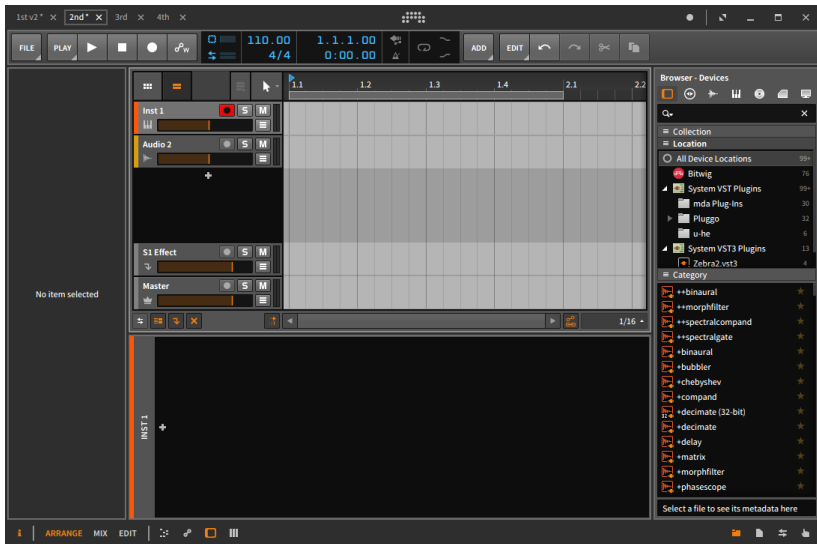 1st v2* × 2nd* × 3rd × 4th ×
FILE PLAY 110.00 4/4 1.1.1.00 0:00.00 ADD EDIT
No item selected
1.1 1.2 1.3 1.4 2.1 2.2
Inst 1 S M
Audio 2 S M
+
S1 Effect S M
Master S M
1/16
INST 1 +
Browser - Devices
Collection
Location
All Device Locations 99+
Bitwig 76
System VST Plugins 99+
mda Plug-Ins 30
Pluggo 32
u-he 6
System VST3 Plugins 13
Zebra2.vst3 4
Category
++binaural
++morphfilter
++spectralcompand
++spectralgate
+binaural
+bubbler
+chebyshev
+compand
+decimate (32-bit)
+decimate
+delay
+matrix
+morphfilter
+phasescope
Select a file to see its metadata here
i ARRANGE MIX EDIT